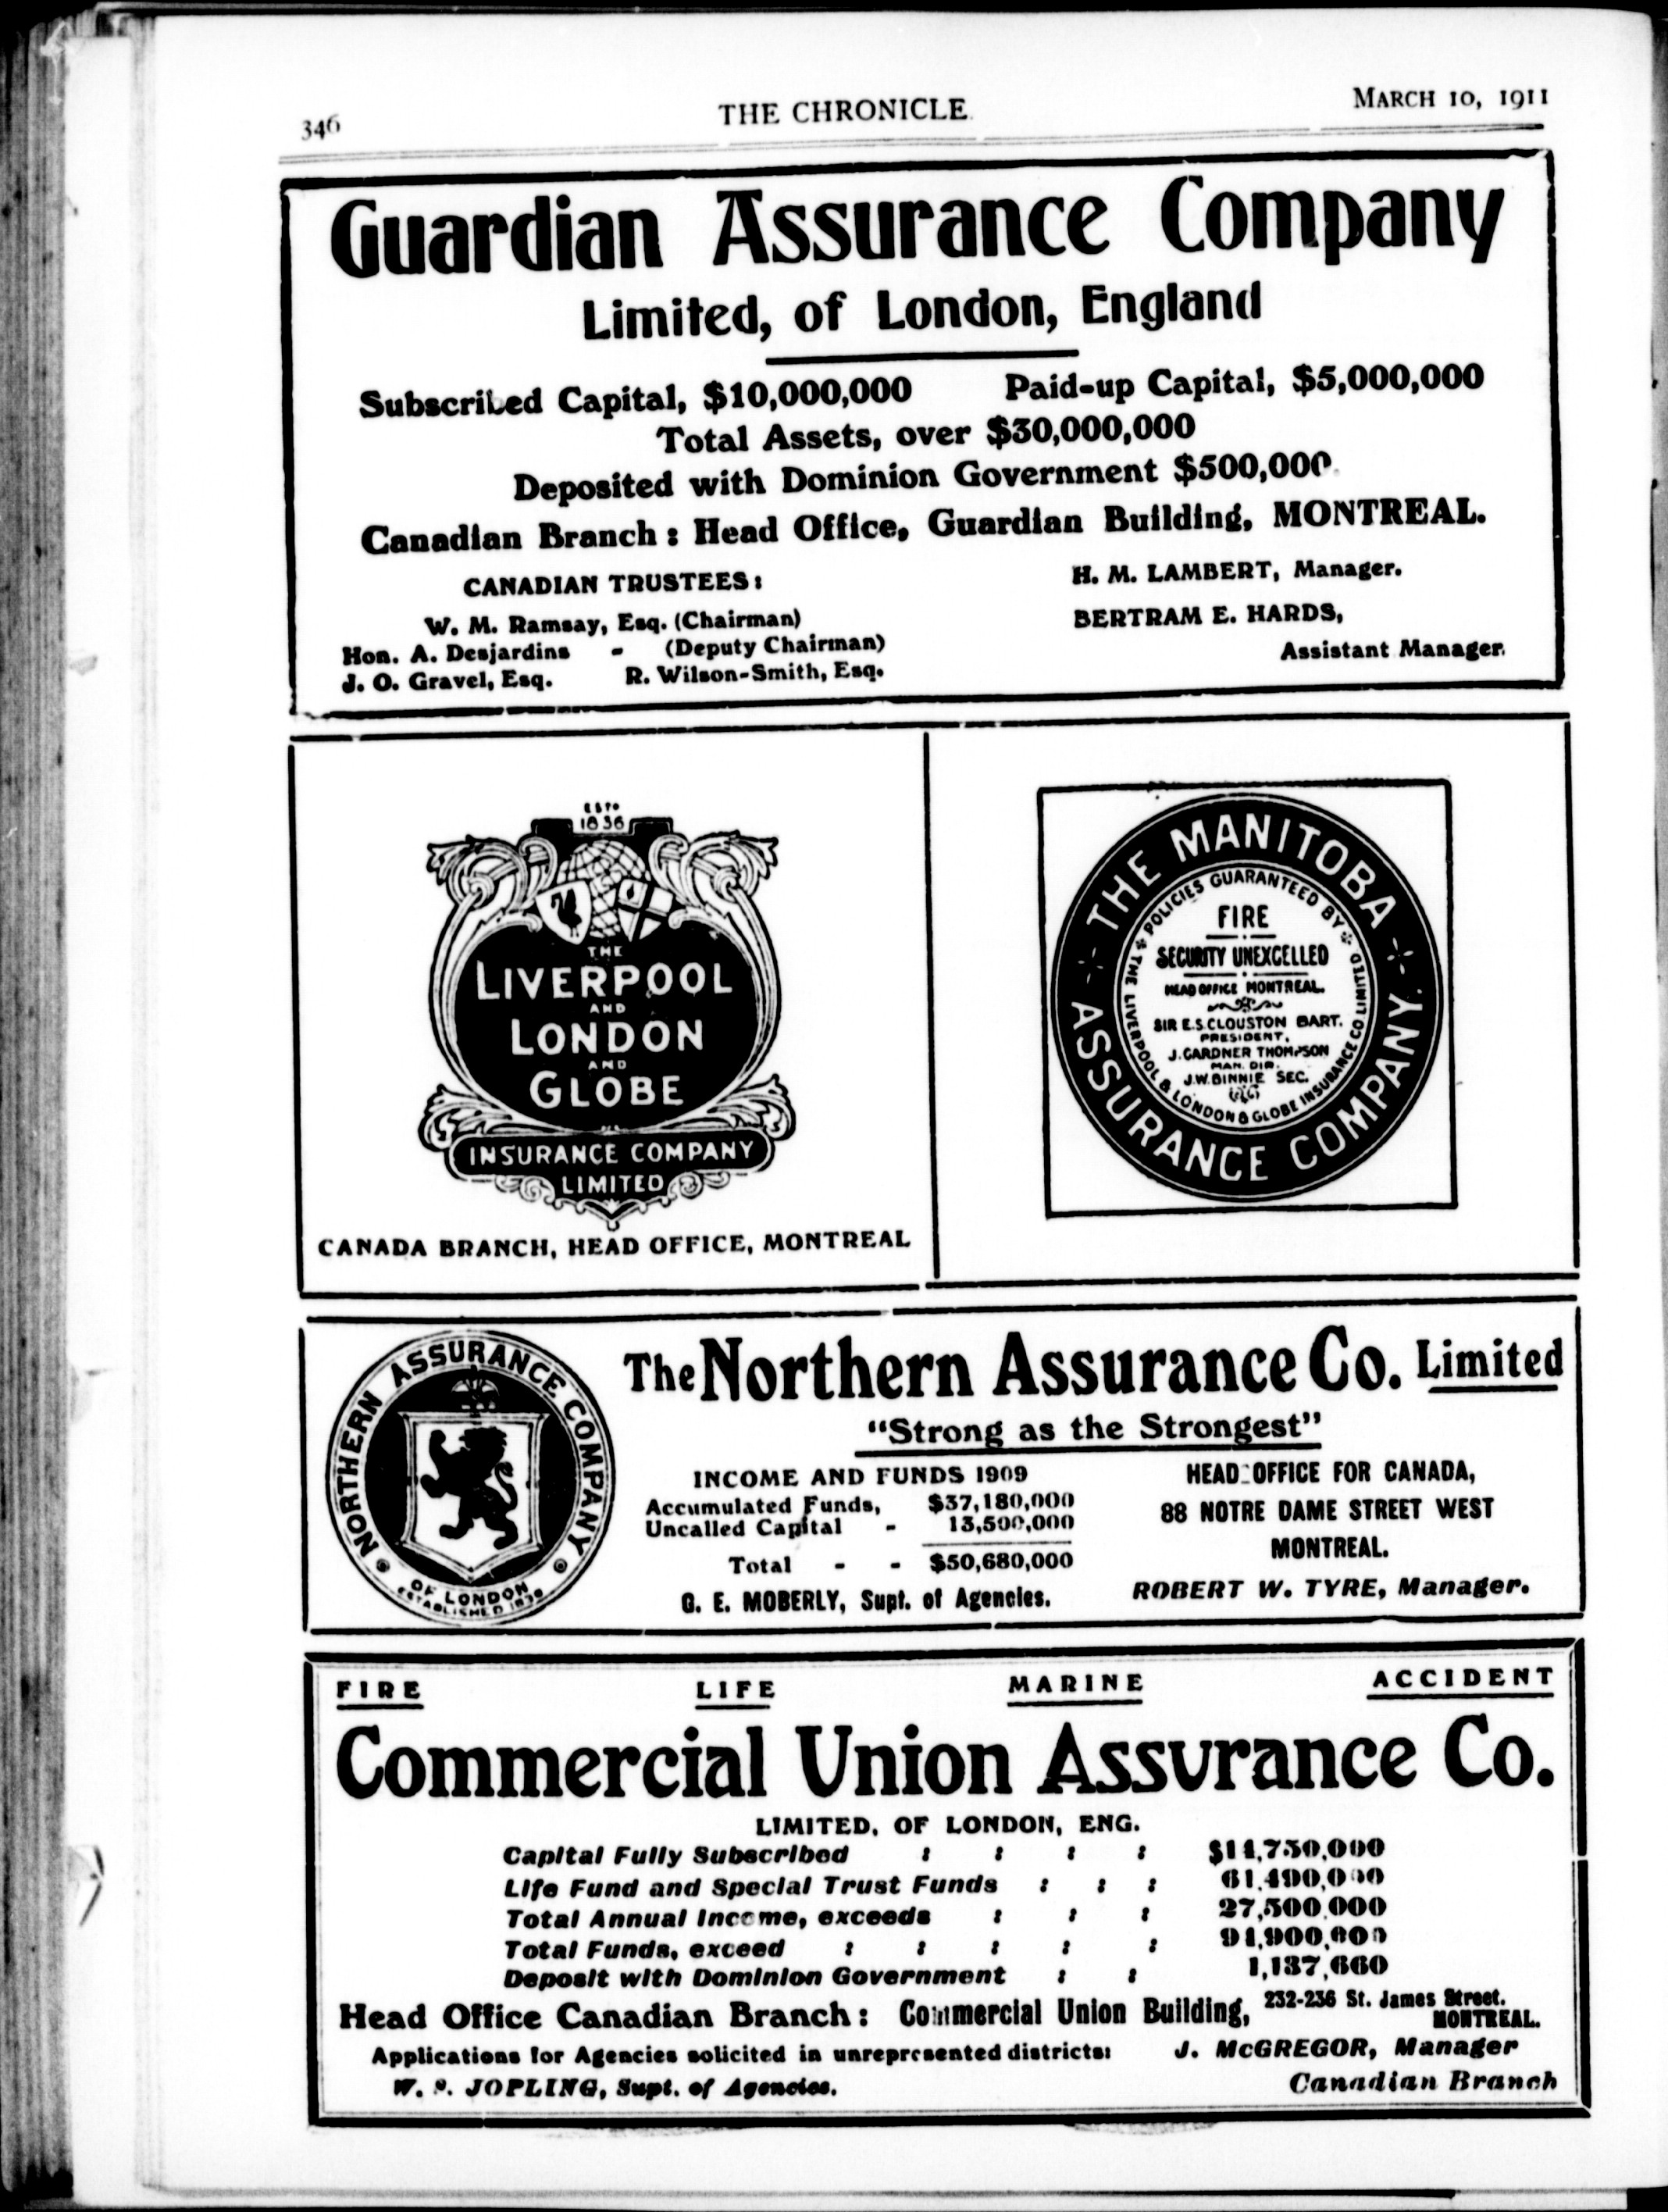 346
THE CHRONICLE.
MARCH 10, 1911
Guardian Assurance Company
Limited, of London, England
Subscribed Capital, $10,000,000 Paid-up Capital, $5,000,000
Total Assets, over $30,000,000
Deposited with Dominion Government $500,000
Canadian Branch: Head Office, Guardian Building, MONTREAL.
CANADIAN TRUSTEES:
W. M. Ramsay, Esq. (Chairman)
Hon. A. Desjardins - (Deputy Chairman)
J. O. Gravel, Esq. R. Wilson-Smith, Esq.
H. M. LAMBERT, Manager.
BERTRAM E. HARDS,
Assistant Manager.
ESTD
1836
THE
LIVERPOOL
AND
LONDON
AND
GLOBE
INSURANCE COMPANY
LIMITED
CANADA BRANCH, HEAD OFFICE, MONTREAL
THE MANITOBA
ASSURANCE COMPANY.
POLICIES GUARANTEED BY
THE LIVERPOOL & LONDON & GLOBE INSURANCE CO LIMITED
FIRE
SECURITY UNEXCELLED
HEAD OFFICE MONTREAL.
SIR E.S. CLOUSTON BART.
PRESIDENT,
J. GARDNER THOMPSON
MAN. DIR.
J.W. BINNIE SEC.
NORTHERN ASSURANCE COMPANY
OF LONDON
ESTABLISHED
The Northern Assurance Co. Limited
"Strong as the Strongest"
INCOME AND FUNDS 1909
Accumulated Funds, $37,180,000
Uncalled Capital - 13,500,000
Total - - $50,680,000
G. E. MOBERLY, Supt. of Agencies.
HEAD OFFICE FOR CANADA,
88 NOTRE DAME STREET WEST
MONTREAL.
ROBERT W. TYRE, Manager.
FIRE LIFE MARINE ACCIDENT
Commercial Union Assurance Co.
LIMITED, OF LONDON, ENG.
Capital Fully Subscribed : : : : $14,750,000
Life Fund and Special Trust Funds : : : 61,490,000
Total Annual Income, exceeds : : : 27,500,000
Total Funds, exceed : : : : : 94,900,000
Deposit with Dominion Government : : 1,137,660
Head Office Canadian Branch: Commercial Union Building, 232-236 St. James Street.
MONTREAL.
Applications for Agencies solicited in unrepresented districts:
W. S. JOPLING, Supt. of Agencies.
J. McGREGOR, Manager
Canadian Branch